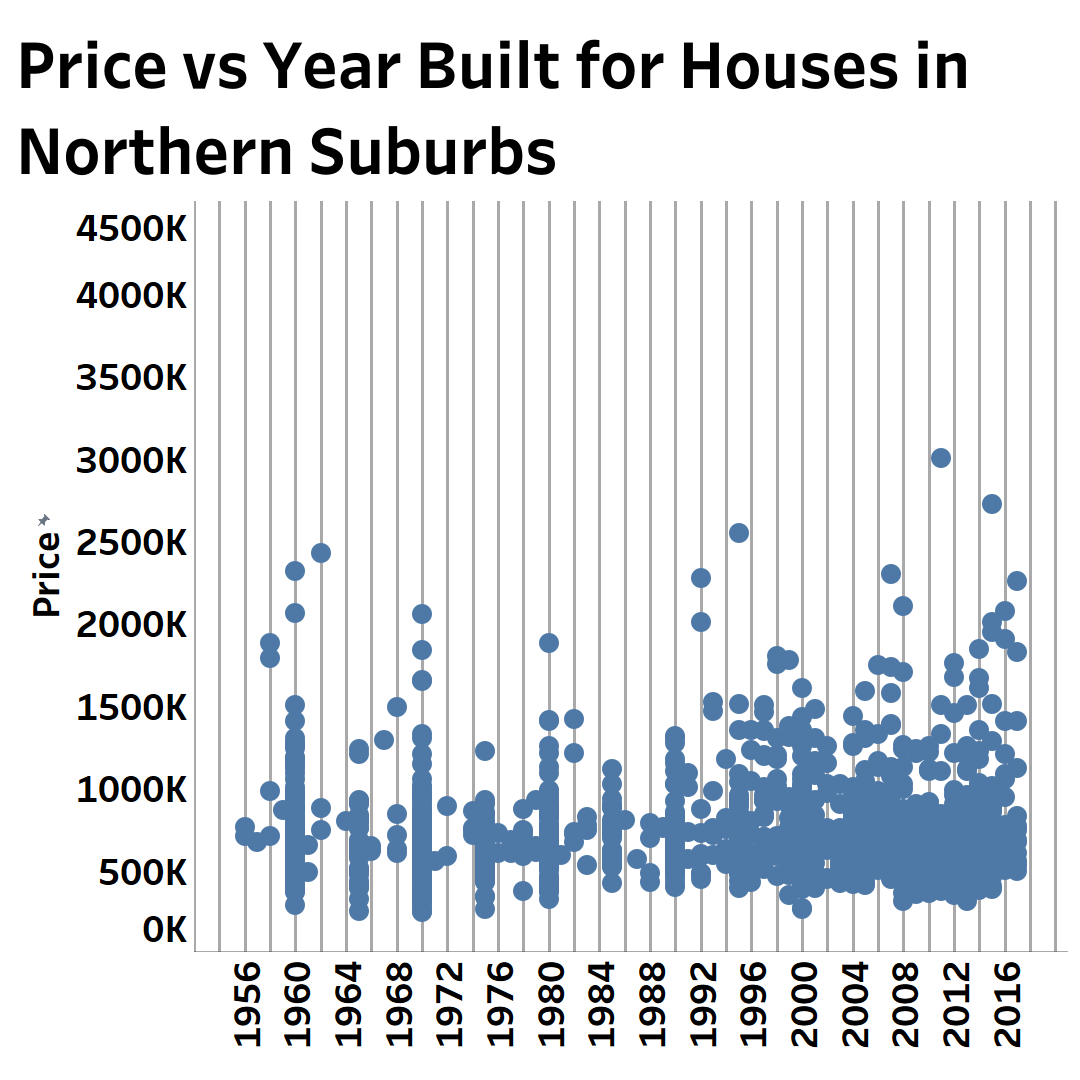 Price vs Year Built for Houses in
Northern Suburbs
4500K
4000K
3500K
3000K
2500K
2000K
1500K
1000K
500K
0K
Price
1956
1960
1964
1968
1972
1976
1980
1984
1988
1992
1996
2000
2004
2008
2012
2016